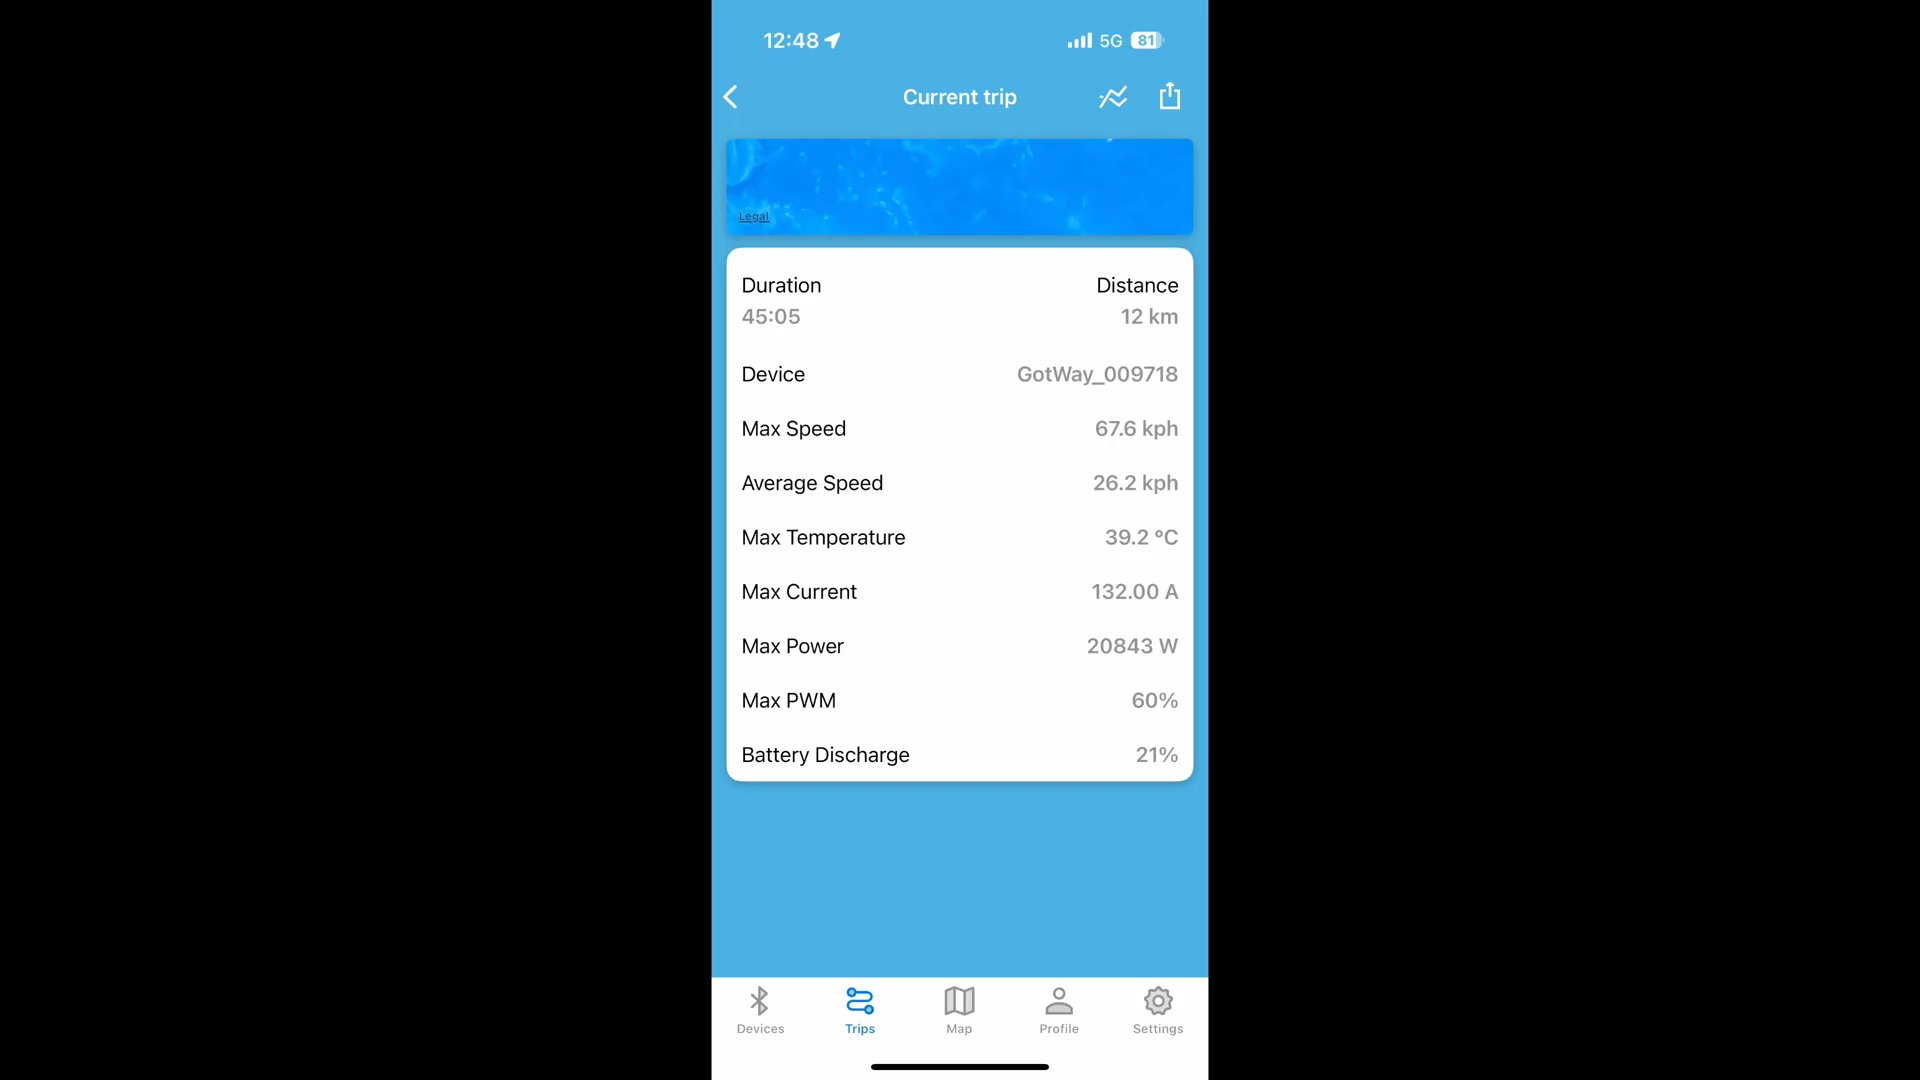 12:48 5G 81
Current trip
Legal
Duration Distance
45:05 12 km
Device GotWay_009718
Max Speed 67.6 kph
Average Speed 26.2 kph
Max Temperature 39.2 °C
Max Current 132.00 A
Max Power 20843 W
Max PWM 60%
Battery Discharge 21%
Devices Trips Map Profile Settings